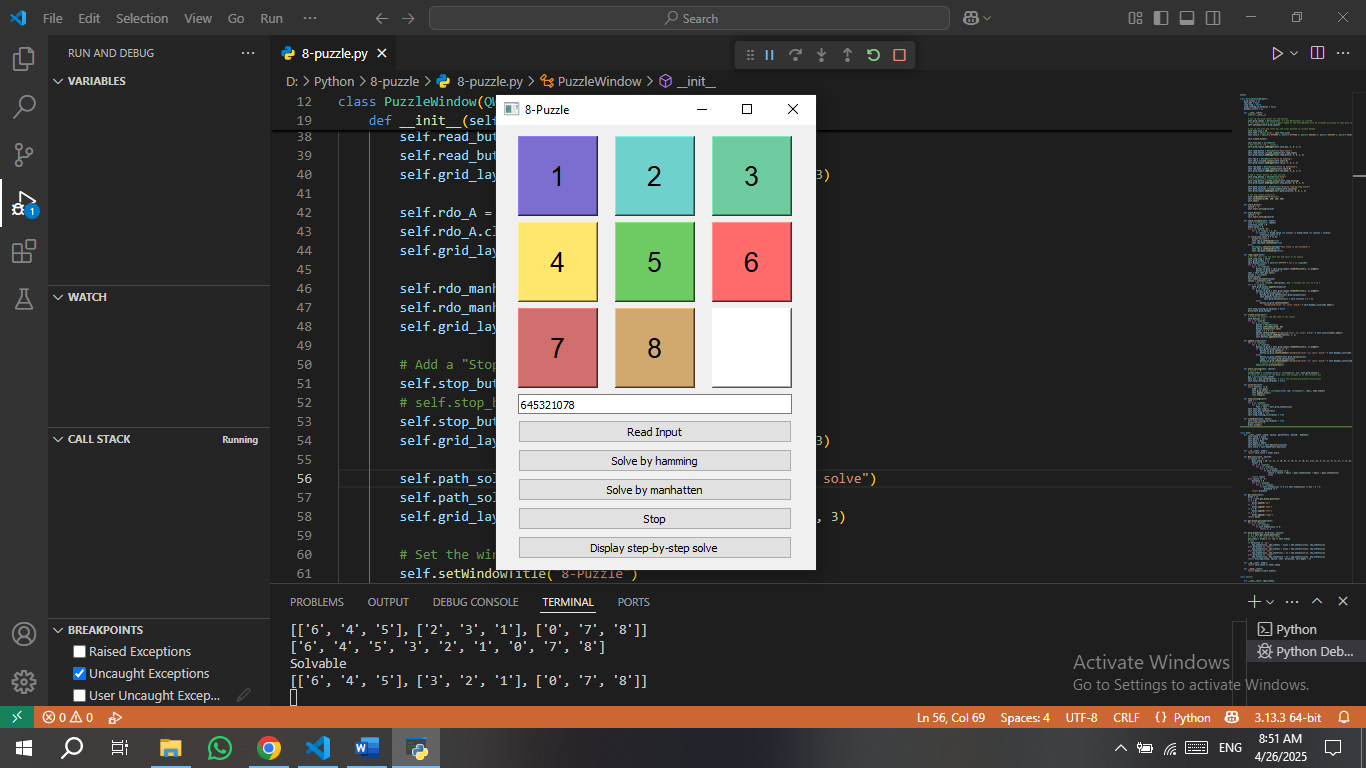 File Edit Selection View Go Run ··· Search
RUN AND DEBUG ···
VARIABLES
WATCH
CALL STACK Running
BREAKPOINTS
Raised Exceptions
Uncaught Exceptions
User Uncaught Excep...
8-puzzle.py
D: > Python > 8-puzzle > 8-puzzle.py > PuzzleWindow > __init__
12 class PuzzleWindow(QW
19 def __init__(self
38 self.read_but
39 self.read_but
40 self.grid_lay 3)
41
42 self.rdo_A =
43 self.rdo_A.cl
44 self.grid_lay
45
46 self.rdo_manh
47 self.rdo_manh
48 self.grid_lay
49
50 # Add a "Stop
51 self.stop_but
52 # self.stop_b
53 self.stop_but
54 self.grid_lay 3)
55
56 self.path_sol solve")
57 self.path_sol
58 self.grid_lay , 3)
59
60 # Set the win
61 self.setWindowTitle("8-Puzzle")
8-Puzzle
1 2 3
4 5 6
7 8
645321078
Read Input
Solve by hamming
Solve by manhatten
Stop
Display step-by-step solve
PROBLEMS OUTPUT DEBUG CONSOLE TERMINAL PORTS
[['6', '4', '5'], ['2', '3', '1'], ['0', '7', '8']]
['6', '4', '5', '3', '2', '1', '0', '7', '8']
Solvable
[['6', '4', '5'], ['3', '2', '1'], ['0', '7', '8']]
Python
Python Deb...
Activate Windows
Go to Settings to activate Windows.
0 0 Ln 56, Col 69 Spaces: 4 UTF-8 CRLF {} Python 3.13.3 64-bit
ENG
8:51 AM
4/26/2025